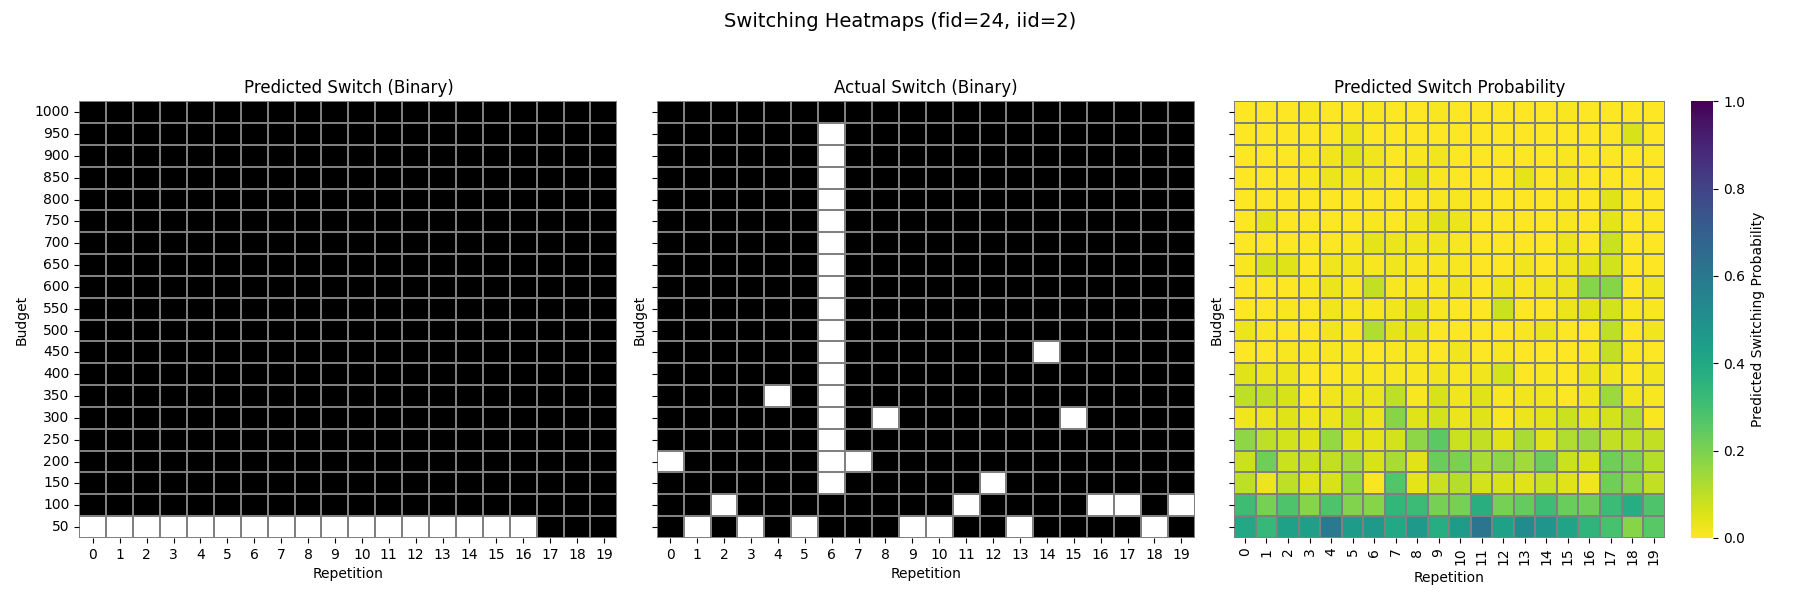 Switching Heatmaps (fid=24, iid=2)
Predicted Switch (Binary)
Budget
1000
950
900
850
800
750
700
650
600
550
500
450
400
350
300
250
200
150
100
50
0 1 2 3 4 5 6 7 8 9 10 11 12 13 14 15 16 17 18 19
Repetition
Actual Switch (Binary)
Budget
0 1 2 3 4 5 6 7 8 9 10 11 12 13 14 15 16 17 18 19
Repetition
Predicted Switch Probability
Budget
0 1 2 3 4 5 6 7 8 9 10 11 12 13 14 15 16 17 18 19
Repetition
1.0
0.8
0.6
0.4
0.2
0.0
Predicted Switching Probability